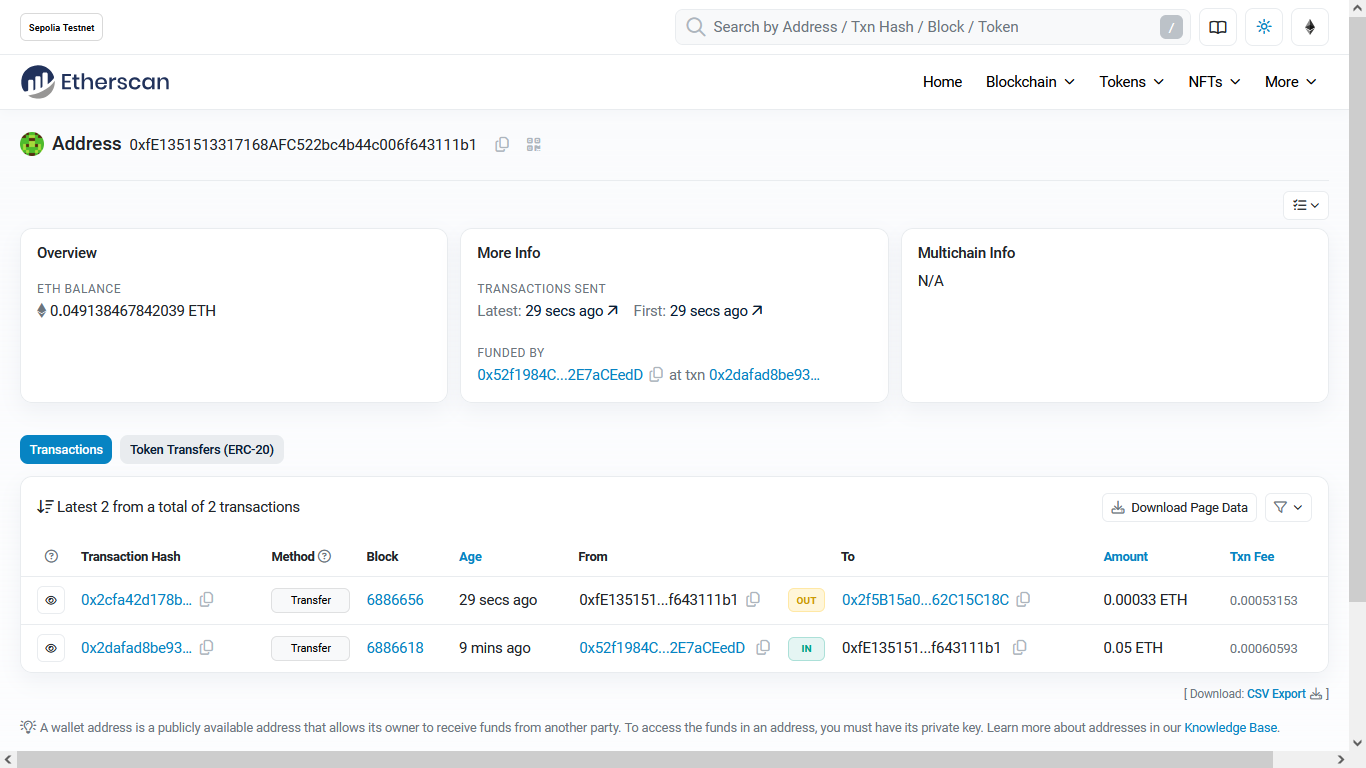 Sepolia Testnet
Search by Address / Txn Hash / Block / Token
/
Etherscan
Home Blockchain Tokens NFTs More
Address 0xfE1351513317168AFC522bc4b44c006f643111b1
Overview
ETH BALANCE
0.049138467842039 ETH
More Info
TRANSACTIONS SENT
Latest: 29 secs ago First: 29 secs ago
FUNDED BY
0x52f1984C...2E7aCEedD at txn 0x2dafad8be93...
Multichain Info
N/A
Transactions Token Transfers (ERC-20)
Latest 2 from a total of 2 transactions
Download Page Data
Transaction Hash Method Block Age From To Amount Txn Fee
0x2cfa42d178b... Transfer 6886656 29 secs ago 0xfE135151...f643111b1 OUT 0x2f5B15a0...62C15C18C 0.00033 ETH 0.00053153
0x2dafad8be93... Transfer 6886618 9 mins ago 0x52f1984C...2E7aCEedD IN 0xfE135151...f643111b1 0.05 ETH 0.00060593
[ Download: CSV Export ]
A wallet address is a publicly available address that allows its owner to receive funds from another party. To access the funds in an address, you must have its private key. Learn more about addresses in our Knowledge Base.